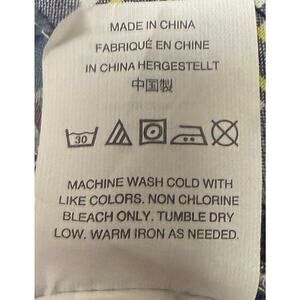 MADE IN CHINA
FABRIQUÉ EN CHINE
IN CHINA HERGESTELLT
中国製
30
MACHINE WASH COLD WITH
LIKE COLORS. NON CHLORINE
BLEACH ONLY. TUMBLE DRY
LOW. WARM IRON AS NEEDED.